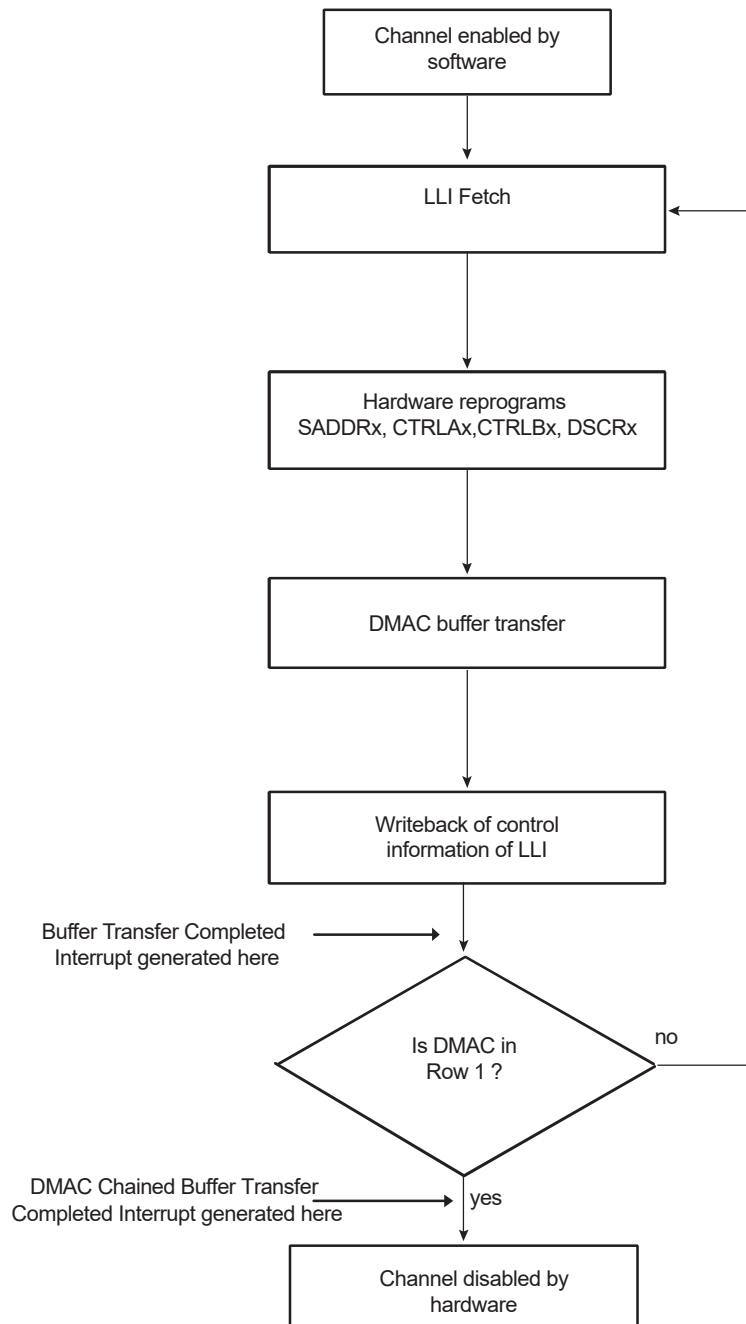 Channel enabled by
software
LLI Fetch
Hardware reprograms
SADDRx, CTRLAx,CTRLBx, DSCRx
DMAC buffer transfer
Writeback of control
information of LLI
Buffer Transfer Completed
Interrupt generated here
Is DMAC in
Row 1 ?
no
DMAC Chained Buffer Transfer
Completed Interrupt generated here
yes
Channel disabled by
hardware